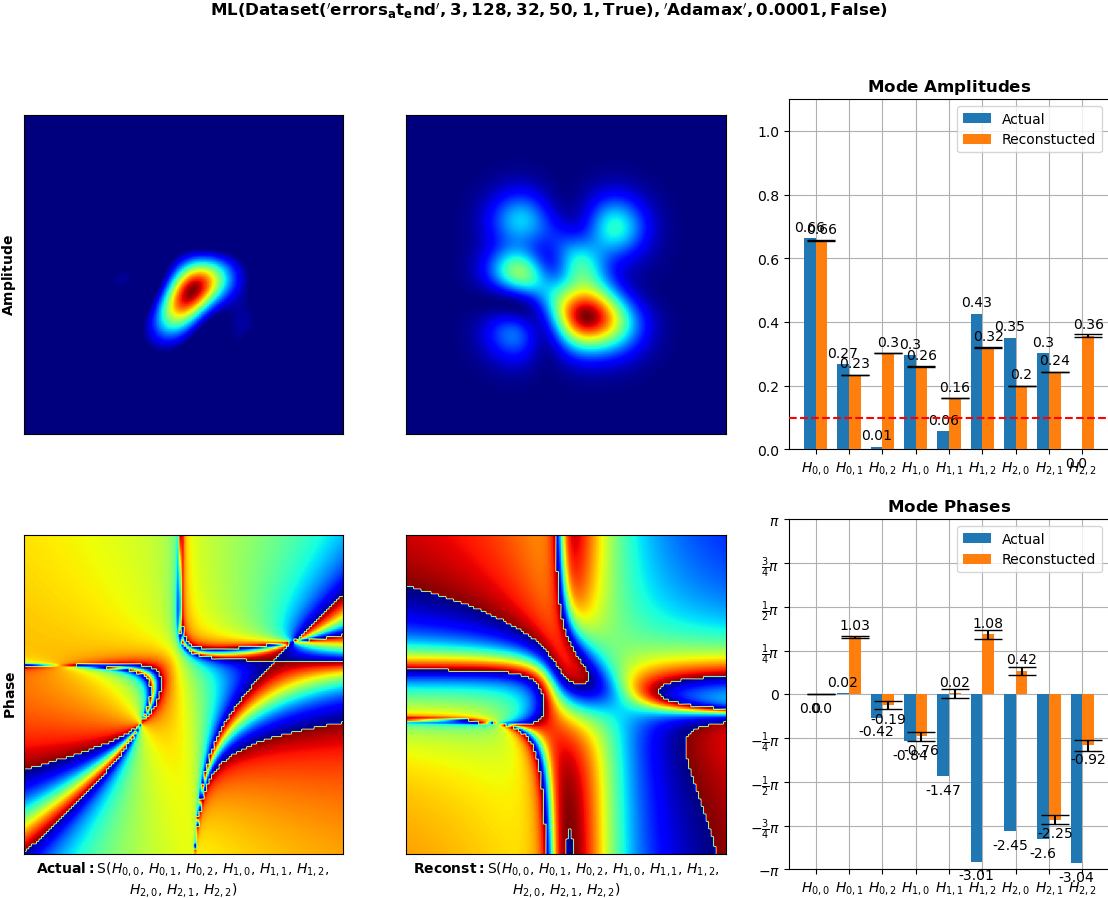 ML(Dataset('errors_at_end', 3, 128, 32, 50, 1, True), 'Adamax', 0.0001, False)
Amplitude
Mode Amplitudes
Actual
Reconstucted
1.0
0.8
0.6
0.4
0.2
0.0
0.66 0.66
0.27 0.23
0.01 0.3
0.3 0.26
0.06 0.16
0.43 0.32
0.35 0.2
0.3 0.24
0.0 0.36
H0,0 H0,1 H0,2 H1,0 H1,1 H1,2 H2,0 H2,1 H2,2
Phase
Mode Phases
Actual
Reconstucted
π
3/4π
1/2π
1/4π
0
−1/4π
−1/2π
−3/4π
−π
0.0 0.0
0.02 1.03
-0.42 -0.19
-0.84 -0.76
-1.47 0.02
-3.01 1.08
-2.45 0.42
-2.6 -2.25
-3.04 -0.92
H0,0 H0,1 H0,2 H1,0 H1,1 H1,2 H2,0 H2,1 H2,2
Actual: S(H0,0, H0,1, H0,2, H1,0, H1,1, H1,2,
H2,0, H2,1, H2,2)
Reconst: S(H0,0, H0,1, H0,2, H1,0, H1,1, H1,2,
H2,0, H2,1, H2,2)